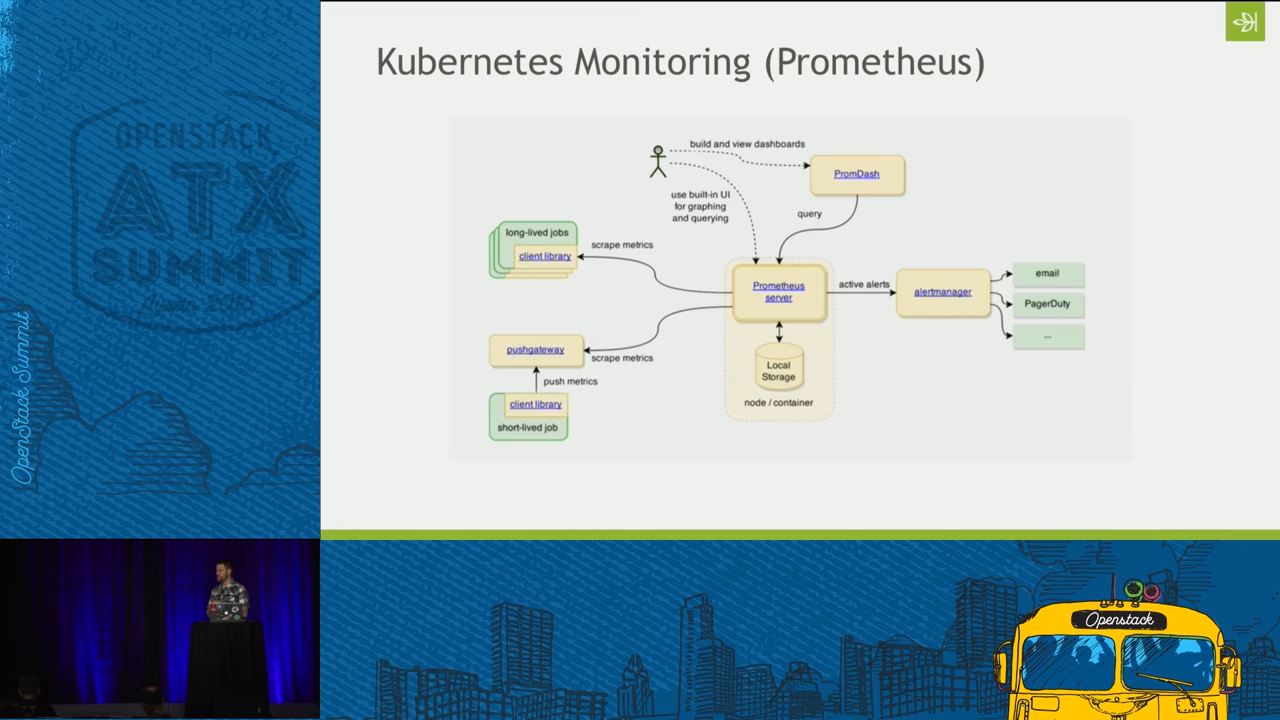 OPENSTACK
ATX
SUMMIT
OpenStack Summit
Kubernetes Monitoring (Prometheus)
build and view dashboards
PromDash
use built-in UI
for graphing
and querying
query
long-lived jobs
client library
scrape metrics
Prometheus
server
active alerts
alertmanager
email
PagerDuty
...
pushgateway
scrape metrics
push metrics
client library
short-lived job
Local
Storage
node / container
Openstack